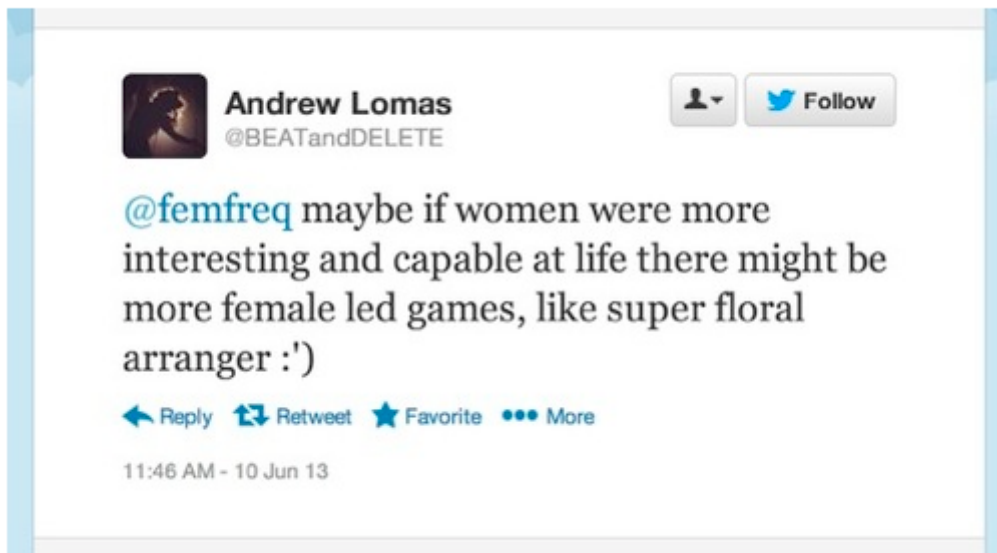 Andrew Lomas
@BEATandDELETE
Follow
@femfreq maybe if women were more
interesting and capable at life there might be
more female led games, like super floral
arranger :')
Reply Retweet Favorite More
11:46 AM - 10 Jun 13